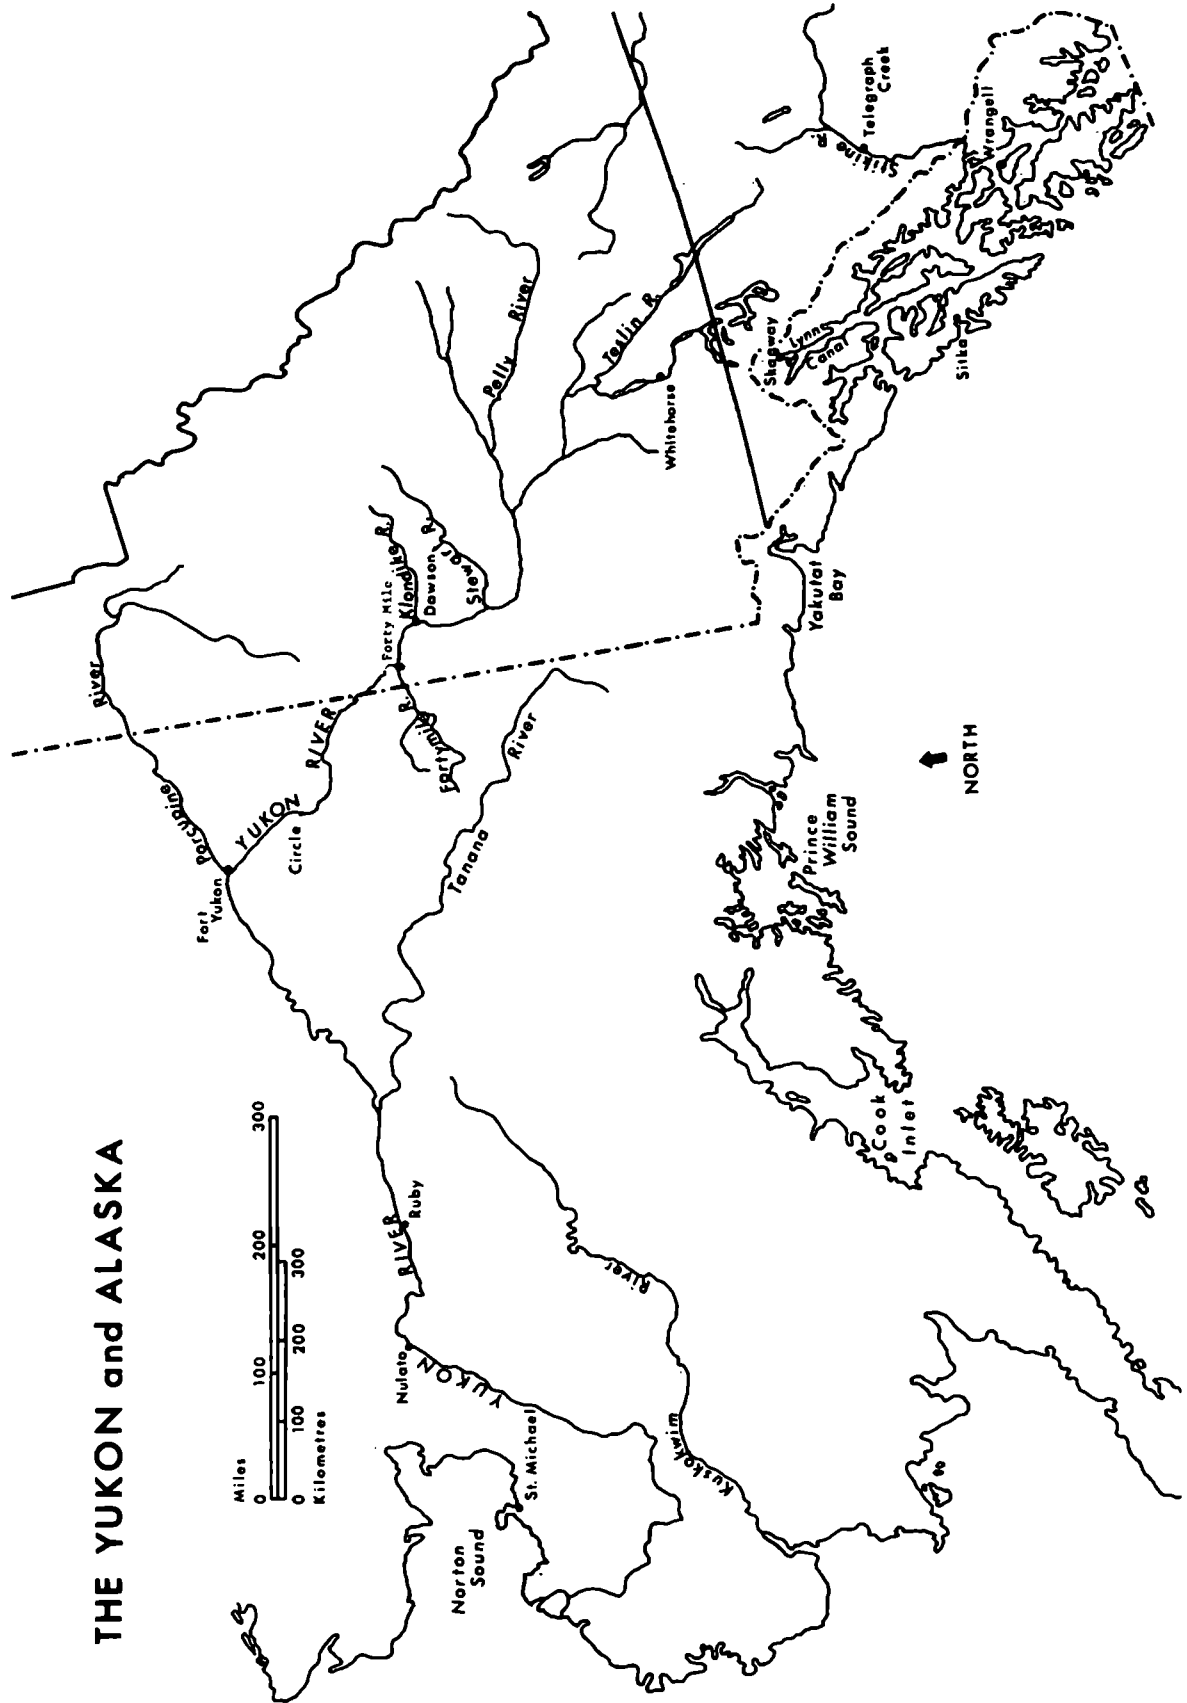 THE YUKON and ALASKA
Miles
0 100 200 300
0 100 200 300
Kilometres
Norton
Sound
St. Michael
Nulato
YUKON
RIVER
Ruby
Kuskokwim
River
Cook
Inlet
Tanana
River
Fort
Yukon
Porcupine
River
YUKON
RIVER
Circle
Fortymile
R.
Forty Mile
Klondike R.
Dawson
Stewart R.
Pelly
River
Teslin R.
Whitehorse
Prince
William
Sound
NORTH
Yakutat
Bay
Skagway
Lynn
Canal
Sitka
Stikine R.
Telegraph
Creek
Wrangell